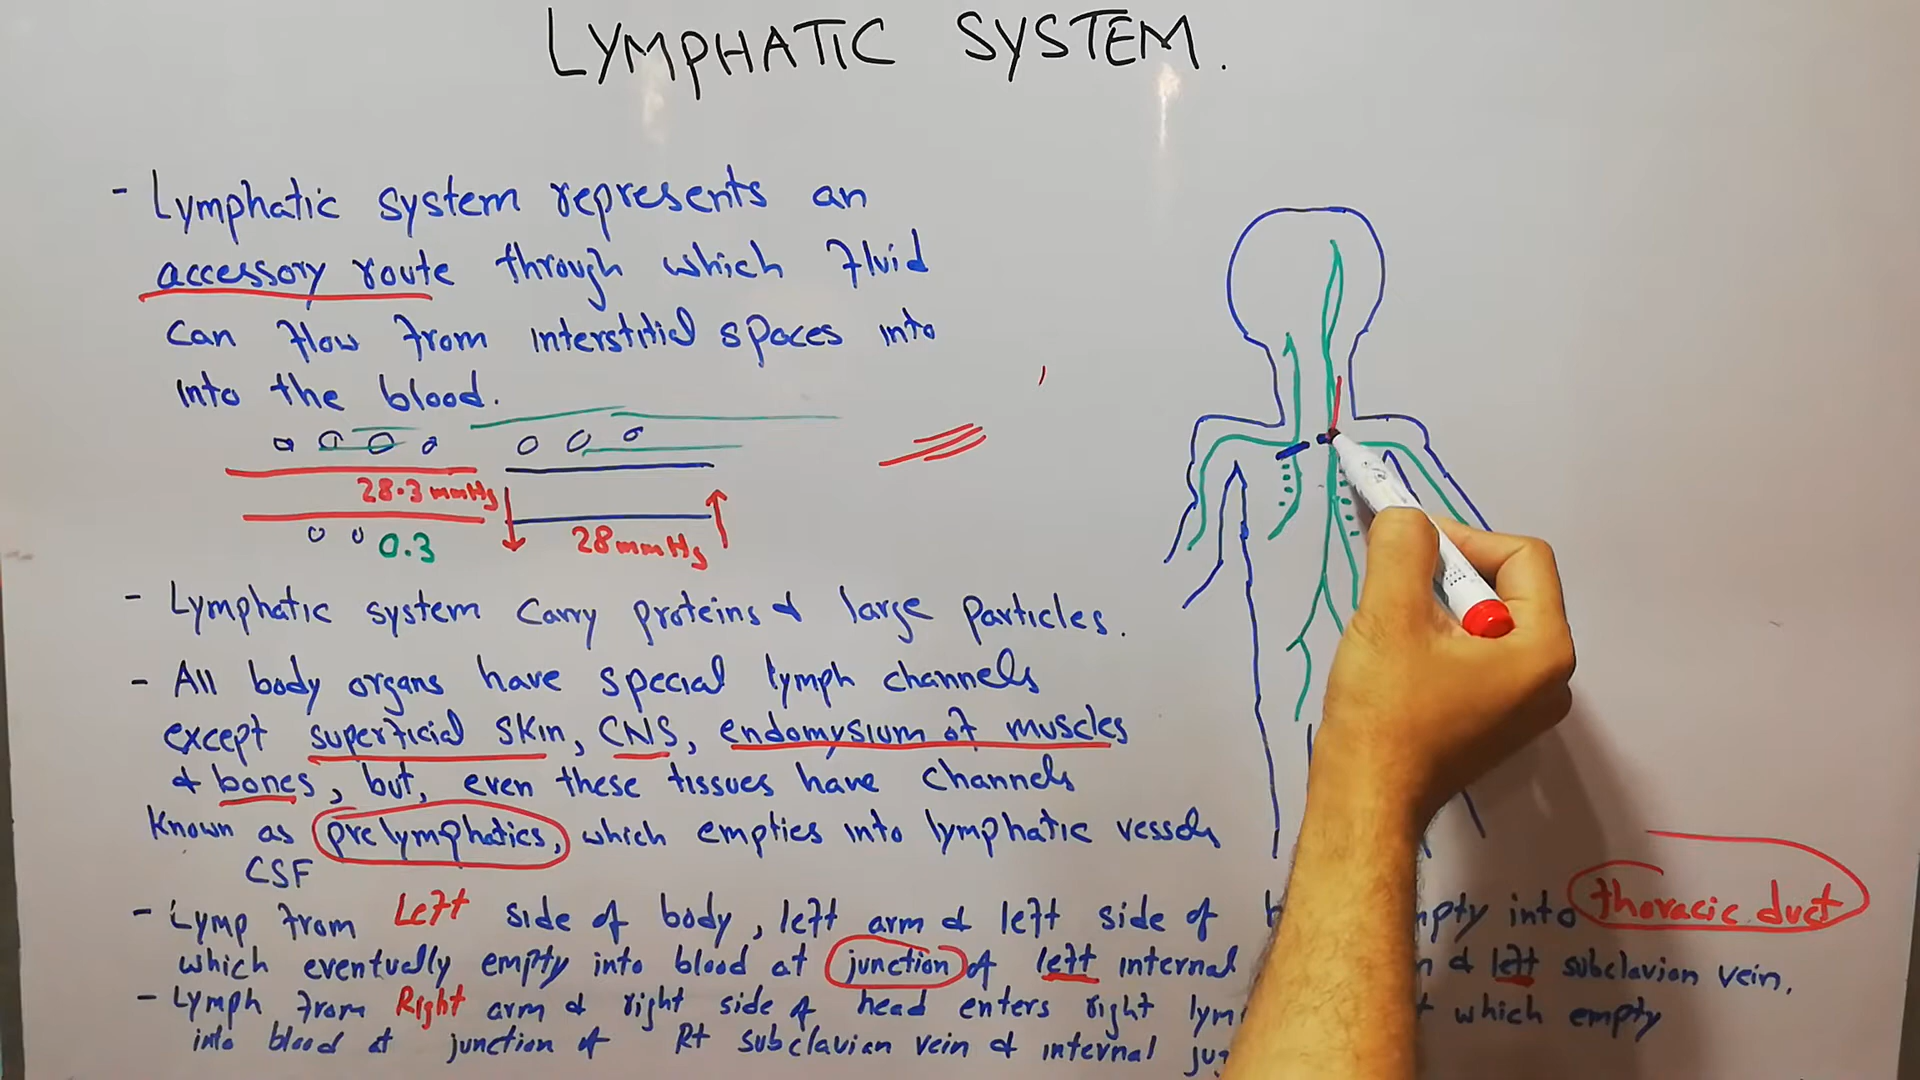 LYMPHATIC SYSTEM.
- Lymphatic system represents an
accessory route through which fluid
can flow from interstitial spaces into
into the blood.
28.3 mmHg
0.3
28mmHg
- Lymphatic system carry proteins & large particles.
- All body organs have special lymph channels
except superficial skin, CNS, endomysium of muscles
& bones, but, even these tissues have channels
Known as prelymphatics, which empties into lymphatic vessels
CSF
- Lymp from Left side of body, left arm & left side of into thoracic duct
which eventually empty into blood at junction of left internal & left subclavian vein,
- Lymph from Right arm & right side of head enters right which empty
into blood at junction of Rt subclavian vein & internal